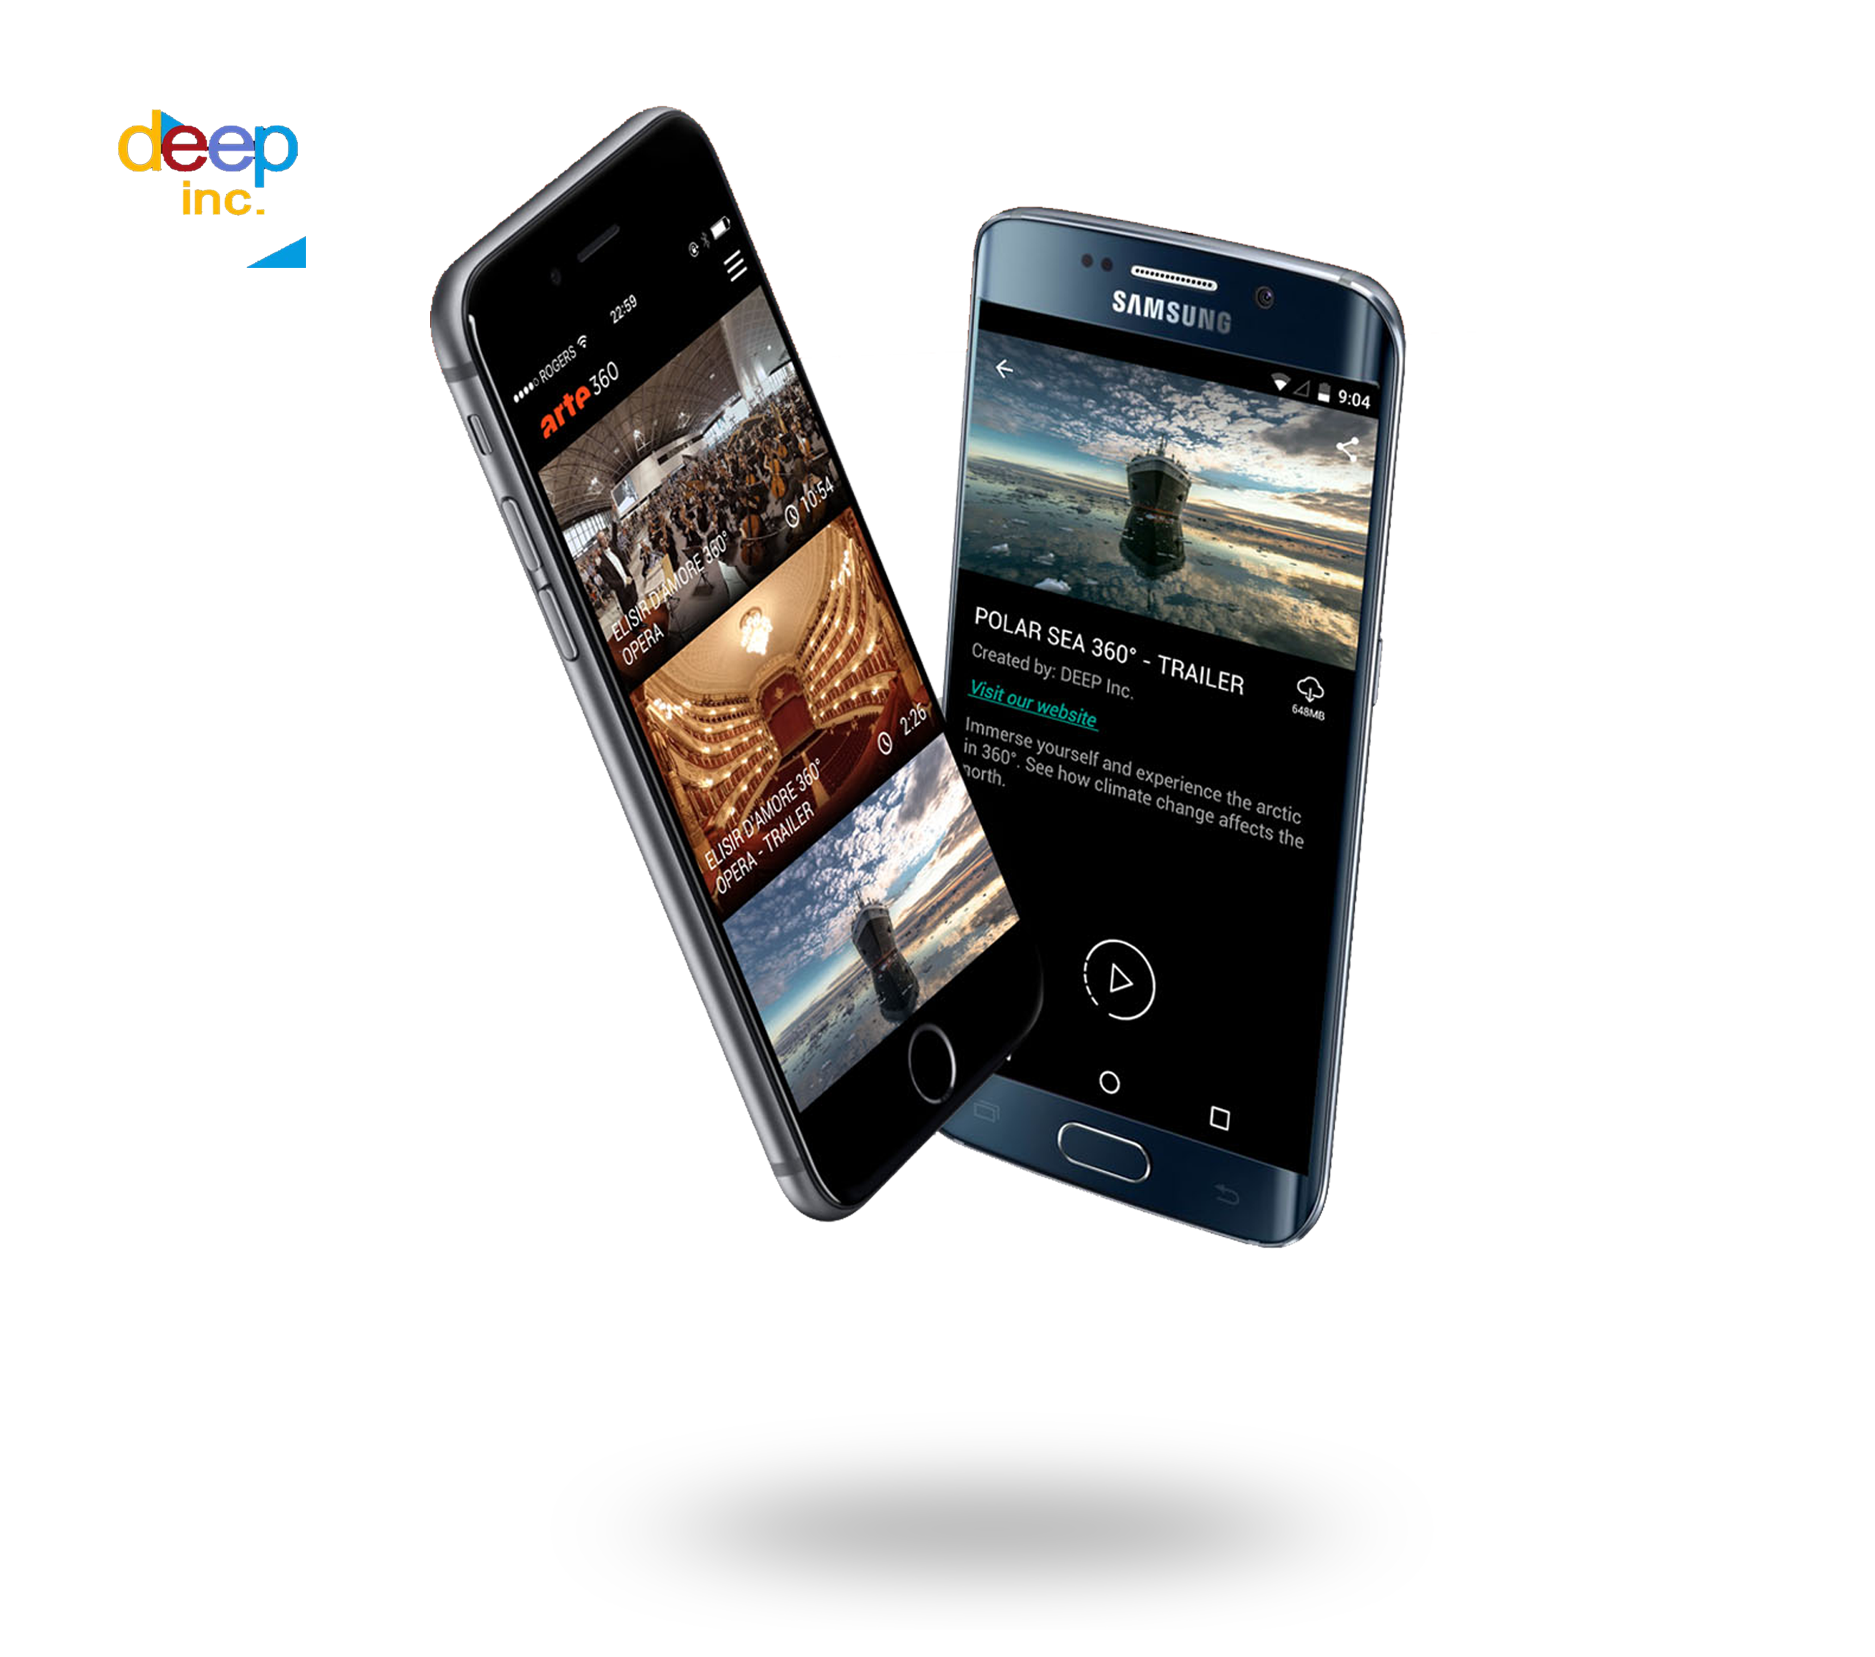 deep
inc.
ROGERS
22:59
arte 360
10:54
ELISIR D'AMORE 360°
OPERA
2:26
ELISIR D'AMORE 360°
OPERA - TRAILER
SAMSUNG
9:04
POLAR SEA 360° - TRAILER
Created by: DEEP Inc.
648MB
Visit our website
Immerse yourself and experience the arctic
in 360°. See how climate change affects the
north.